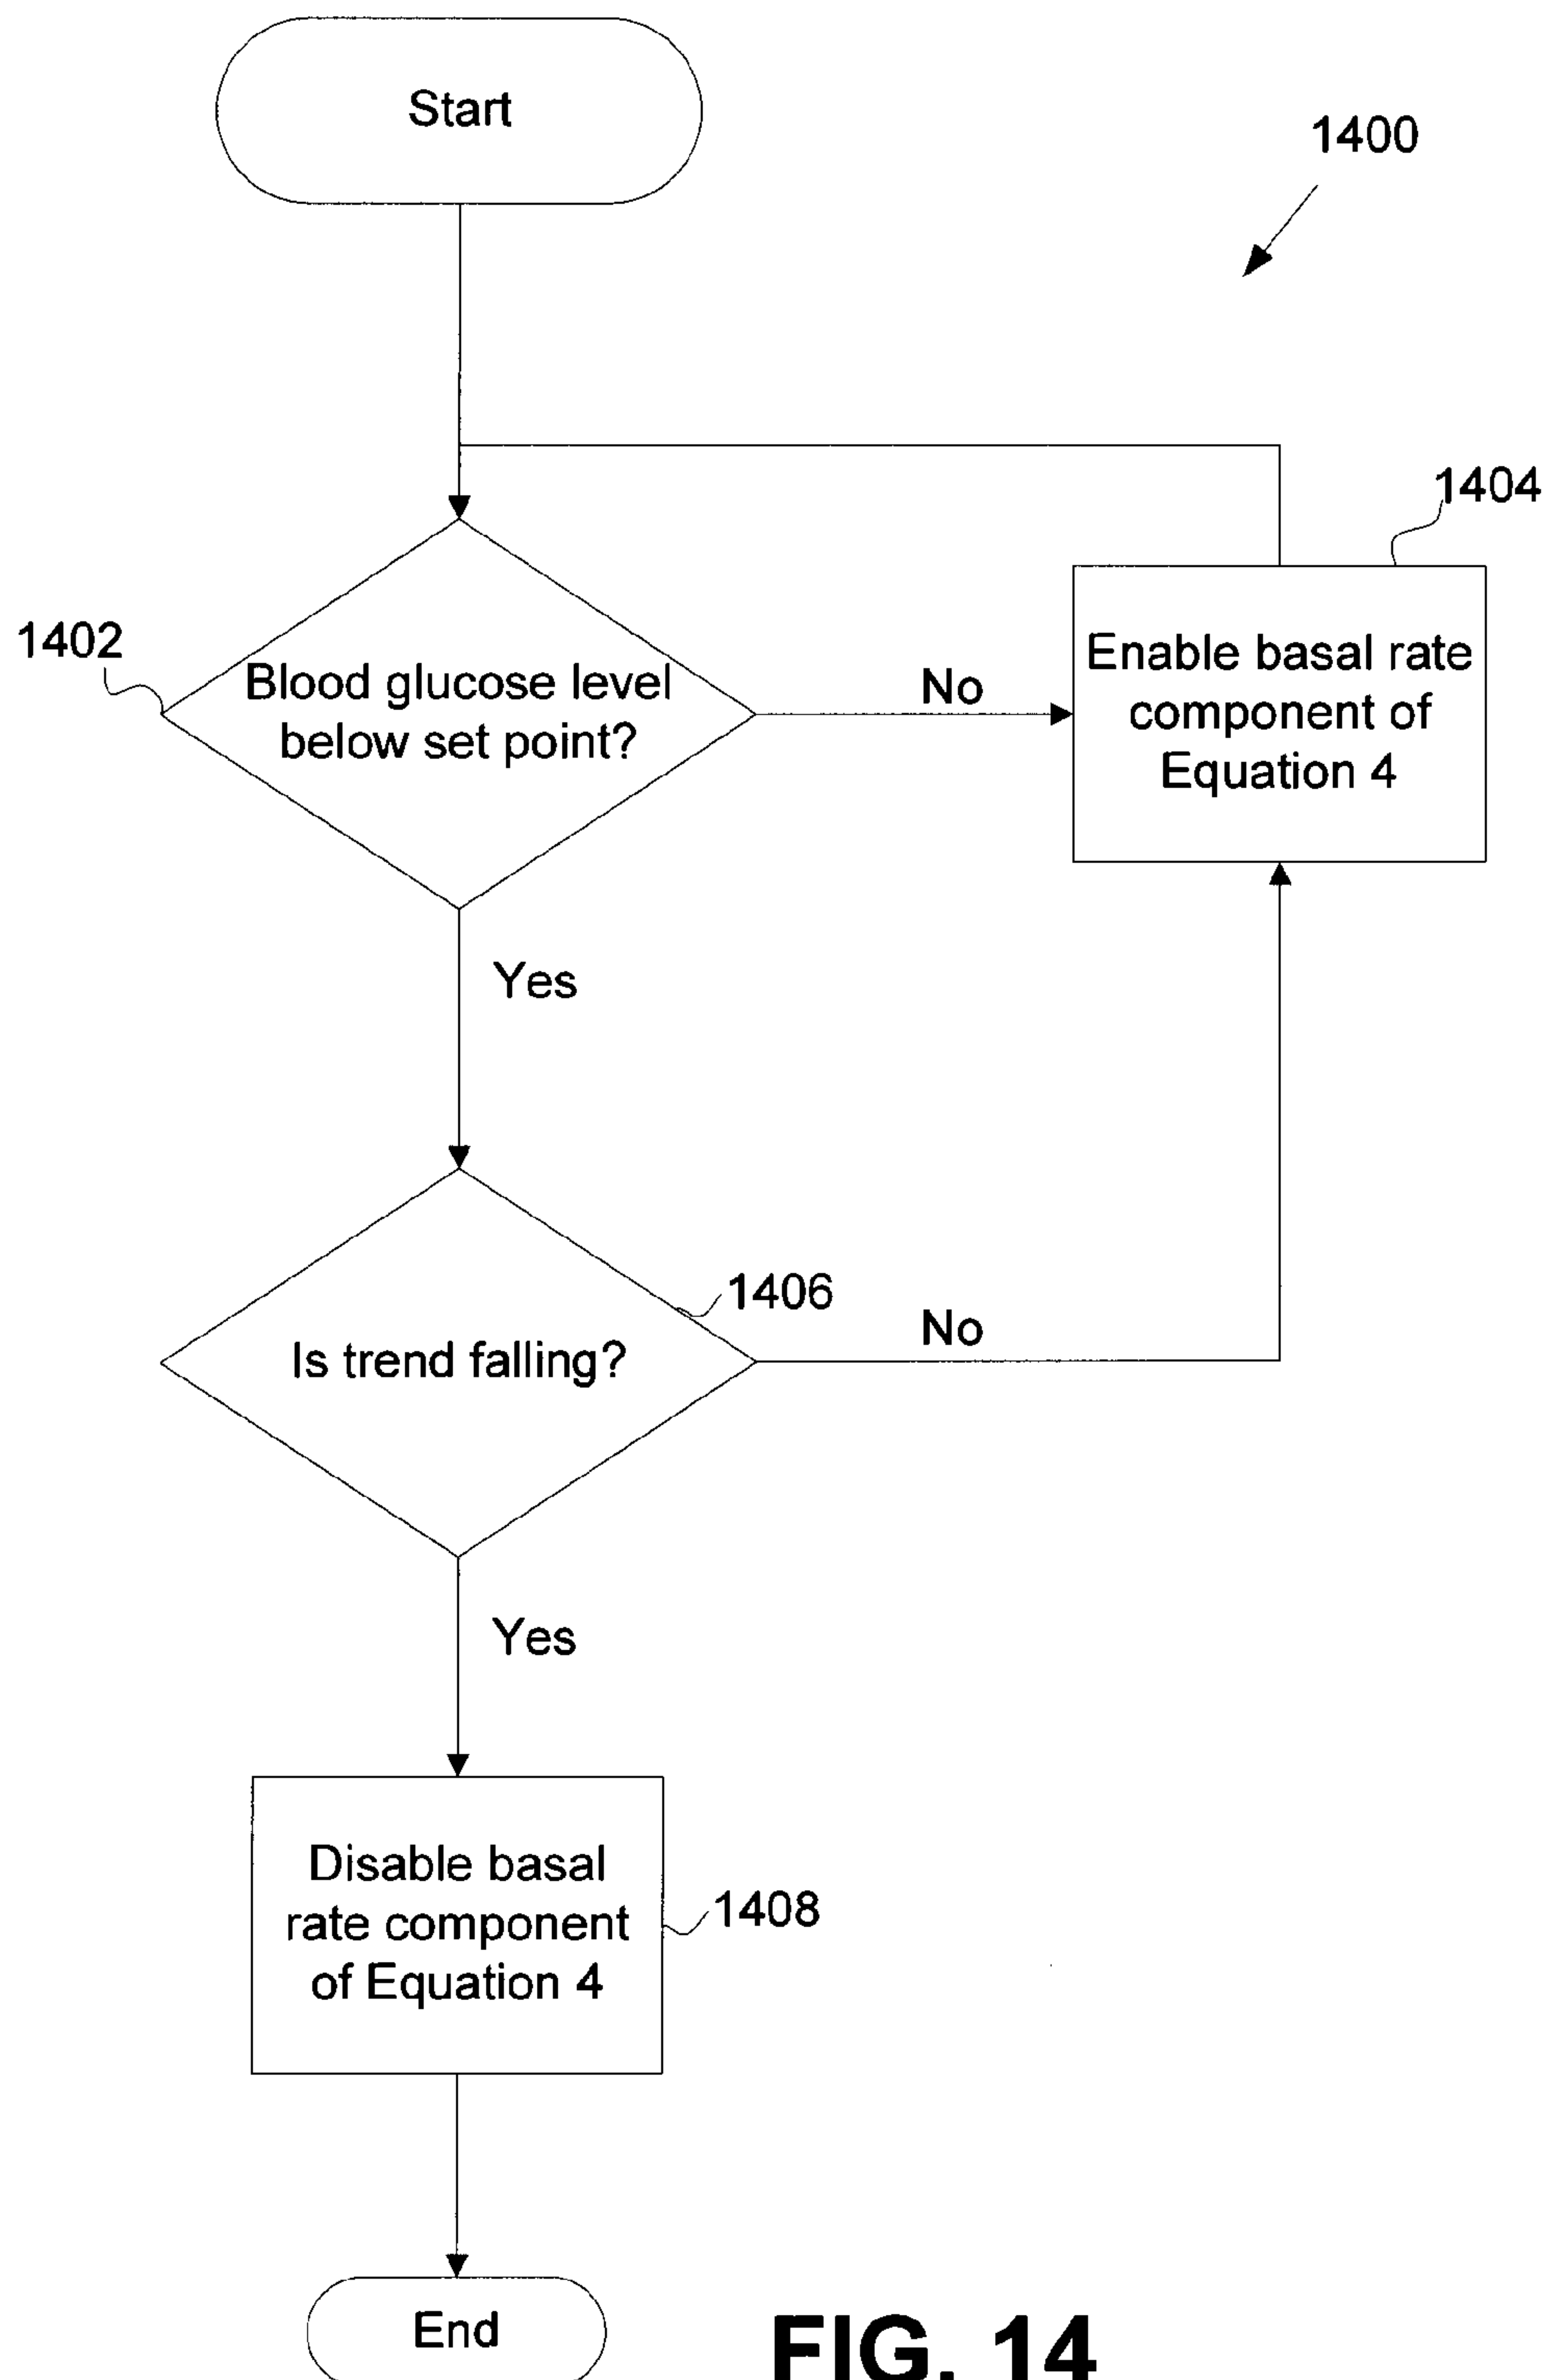 Start
1400
1404
1402
Blood glucose level
below set point?
No
Enable basal rate
component of
Equation 4
Yes
1406
No
Is trend falling?
Yes
Disable basal
rate component
of Equation 4
1408
End
FIG. 14